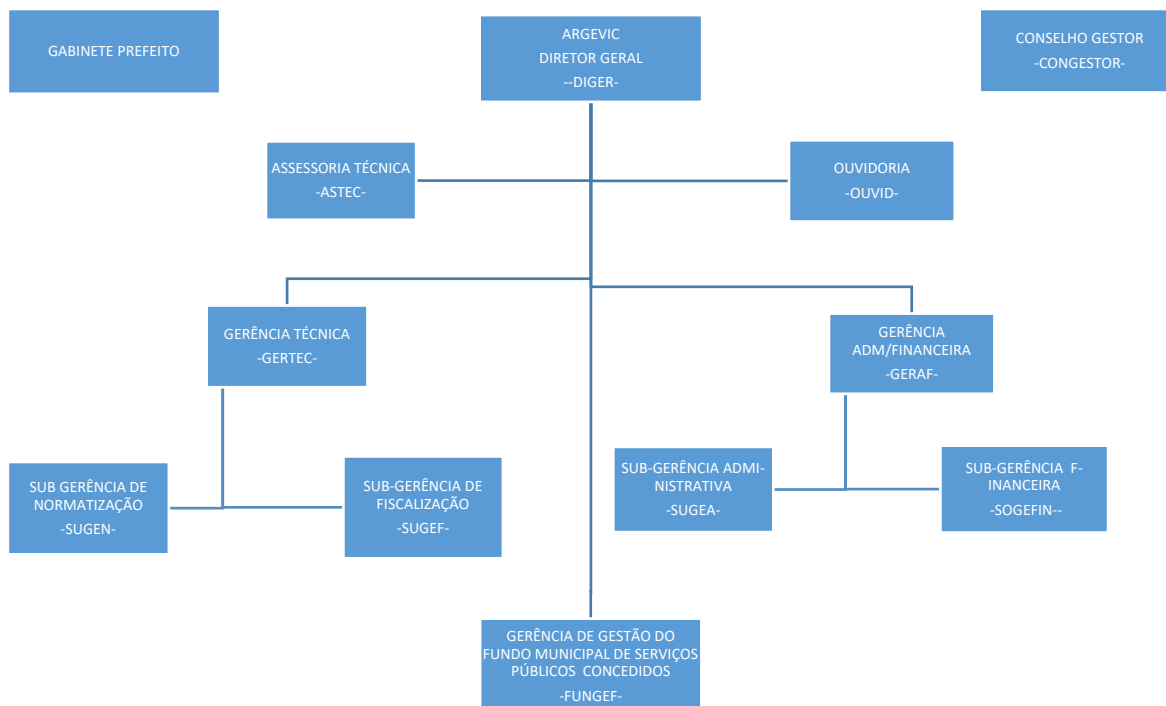 GABINETE PREFEITO
ARGEVIC
DIRETOR GERAL
--DIGER-
CONSELHO GESTOR
-CONGESTOR-
ASSESSORIA TÉCNICA
-ASTEC-
OUVIDORIA
-OUVID-
GERÊNCIA TÉCNICA
-GERTEC-
GERÊNCIA
ADM/FINANCEIRA
-GERAF-
SUB GERÊNCIA DE
NORMATIZAÇÃO
-SUGEN-
SUB-GERÊNCIA DE
FISCALIZAÇÃO
-SUGEF-
SUB-GERÊNCIA ADMI-
NISTRATIVA
-SUGEA-
SUB-GERÊNCIA F-
INANCEIRA
-SOGEFIN--
GERÊNCIA DE GESTÃO DO
FUNDO MUNICIPAL DE SERVIÇOS
PÚBLICOS CONCEDIDOS
-FUNGEF-